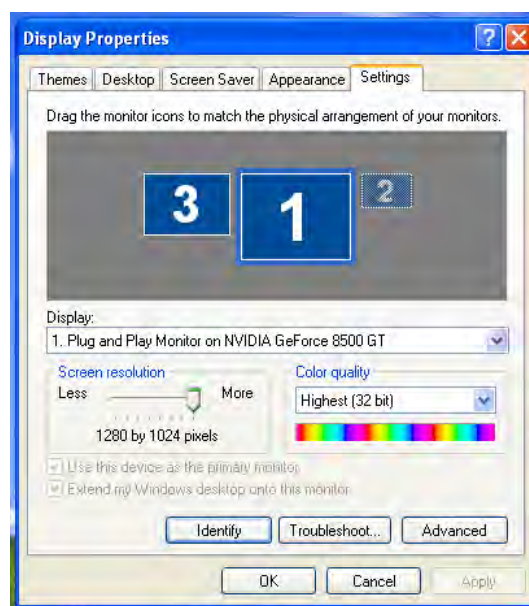 Display Properties
Themes Desktop Screen Saver Appearance Settings
Drag the monitor icons to match the physical arrangement of your monitors.
3 1 2
Display:
1. Plug and Play Monitor on NVIDIA GeForce 8500 GT
Screen resolution Color quality
Less More Highest (32 bit)
1280 by 1024 pixels
Use this device as the primary monitor.
Extend my Windows desktop onto this monitor.
Identify Troubleshoot... Advanced
OK Cancel Apply